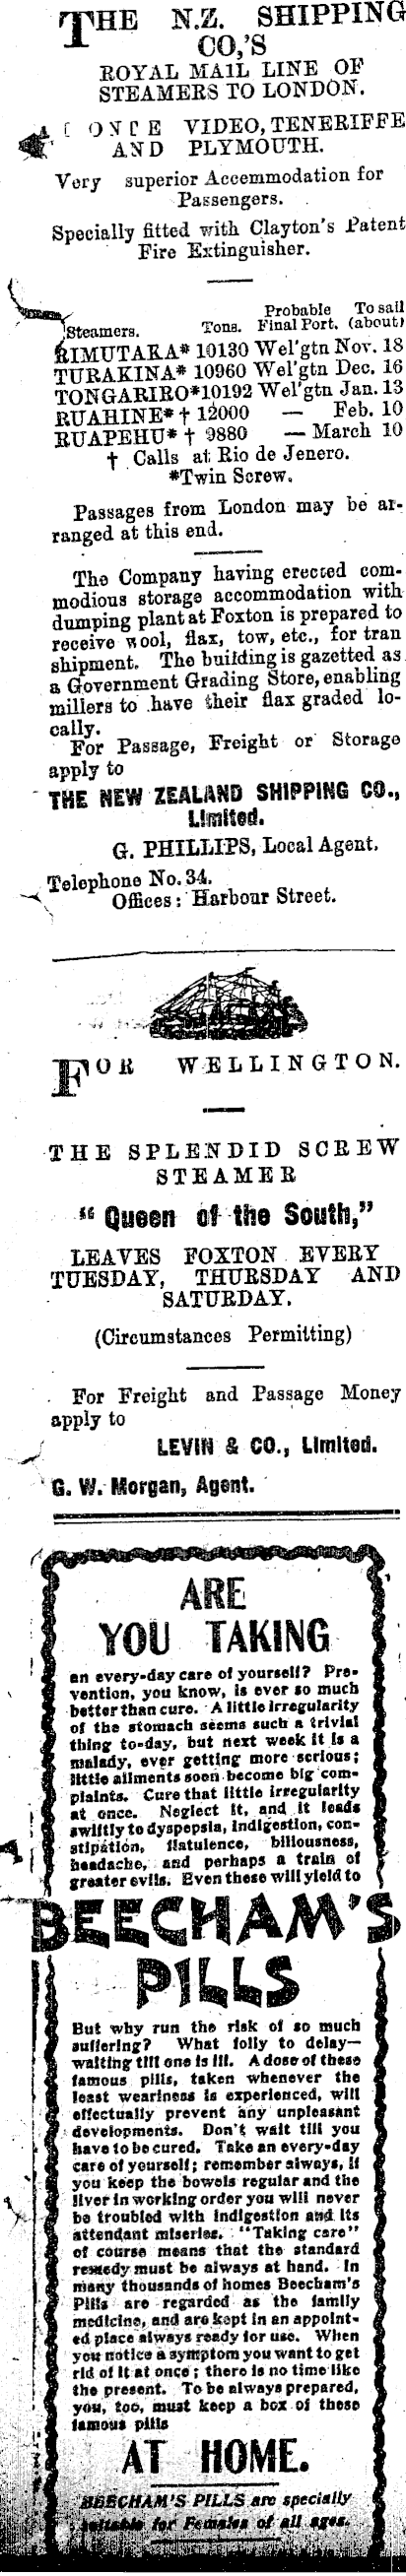 THE N.Z. SHIPPING
CO,'S
ROYAL MAIL LINE OF
STEAMERS TO LONDON.
VIDEO, TENERIFFE
AND PLYMOUTH.
Very superior Accemmodation for
Passengers.
Specially fitted with Clayton's Patent
Fire Extinguisher.
Probable To sail
Steamers. Tons. Final Port. (about)
RIMUTAKA* 10130 Wel'gtn Nov. 18
TURAKINA* 10960 Wel'gtn Dec. 16
TONGARIRO* 10192 Wel'gtn Jan. 13
RUAHINE* † 12000 — Feb. 10
RUAPEHU* † 9880 — March 10
† Calls at Rio de Jenero.
*Twin Screw.
Passages from London may be ar-
ranged at this end.
The Company having erected com-
modious storage accommodation with
dumping plant at Foxton is prepared to
receive wool, flax, tow, etc., for tran
shipment. The building is gazetted as
a Government Grading Store, enabling
millers to have their flax graded lo-
cally.
For Passage, Freight or Storage
apply to
THE NEW ZEALAND SHIPPING CO.,
Limited.
G. PHILLIPS, Local Agent.
Telephone No. 34.
Offices: Harbour Street.
FOR WELLINGTON.
THE SPLENDID SCREW
STEAMER
"Queen of the South,"
LEAVES FOXTON EVERY
TUESDAY, THURSDAY AND
SATURDAY.
(Circumstances Permitting)
For Freight and Passage Money
apply to
LEVIN & CO., Limited.
G. W. Morgan, Agent.
ARE
YOU TAKING
an every-day care of yourself? Pre-
vention, you know, is ever so much
better than cure. A little irregularity
of the stomach seems such a trivial
thing to-day, but next week it is a
malady, ever getting more serious;
little ailments soon become big com-
plaints. Cure that little irregularity
at once. Neglect it, and it leads
swiftly to dyspepsia, indigestion, con-
stipation, flatulence, biliousness,
headache, and perhaps a train of
greater evils. Even these will yield to
BEECHAM'S
PILLS
But why run the risk of so much
suffering? What folly to delay—
waiting till one is ill. A dose of these
famous pills, taken whenever the
least weariness is experienced, will
effectually prevent any unpleasant
developments. Don't wait till you
have to be cured. Take an every-day
care of yourself; remember always, if
you keep the bowels regular and the
liver in working order you will never
be troubled with indigestion and its
attendant miseries. "Taking care"
of course means that the standard
remedy must be always at hand. In
many thousands of homes Beecham's
Pills are regarded as the family
medicine, and are kept in an appoint-
ed place always ready for use. When
you notice a symptom you want to get
rid of it at once; there is no time like
the present. To be always prepared,
you, too, must keep a box of these
famous pills
AT HOME.
BEECHAM'S PILLS are specially
suitable for Females of all ages.